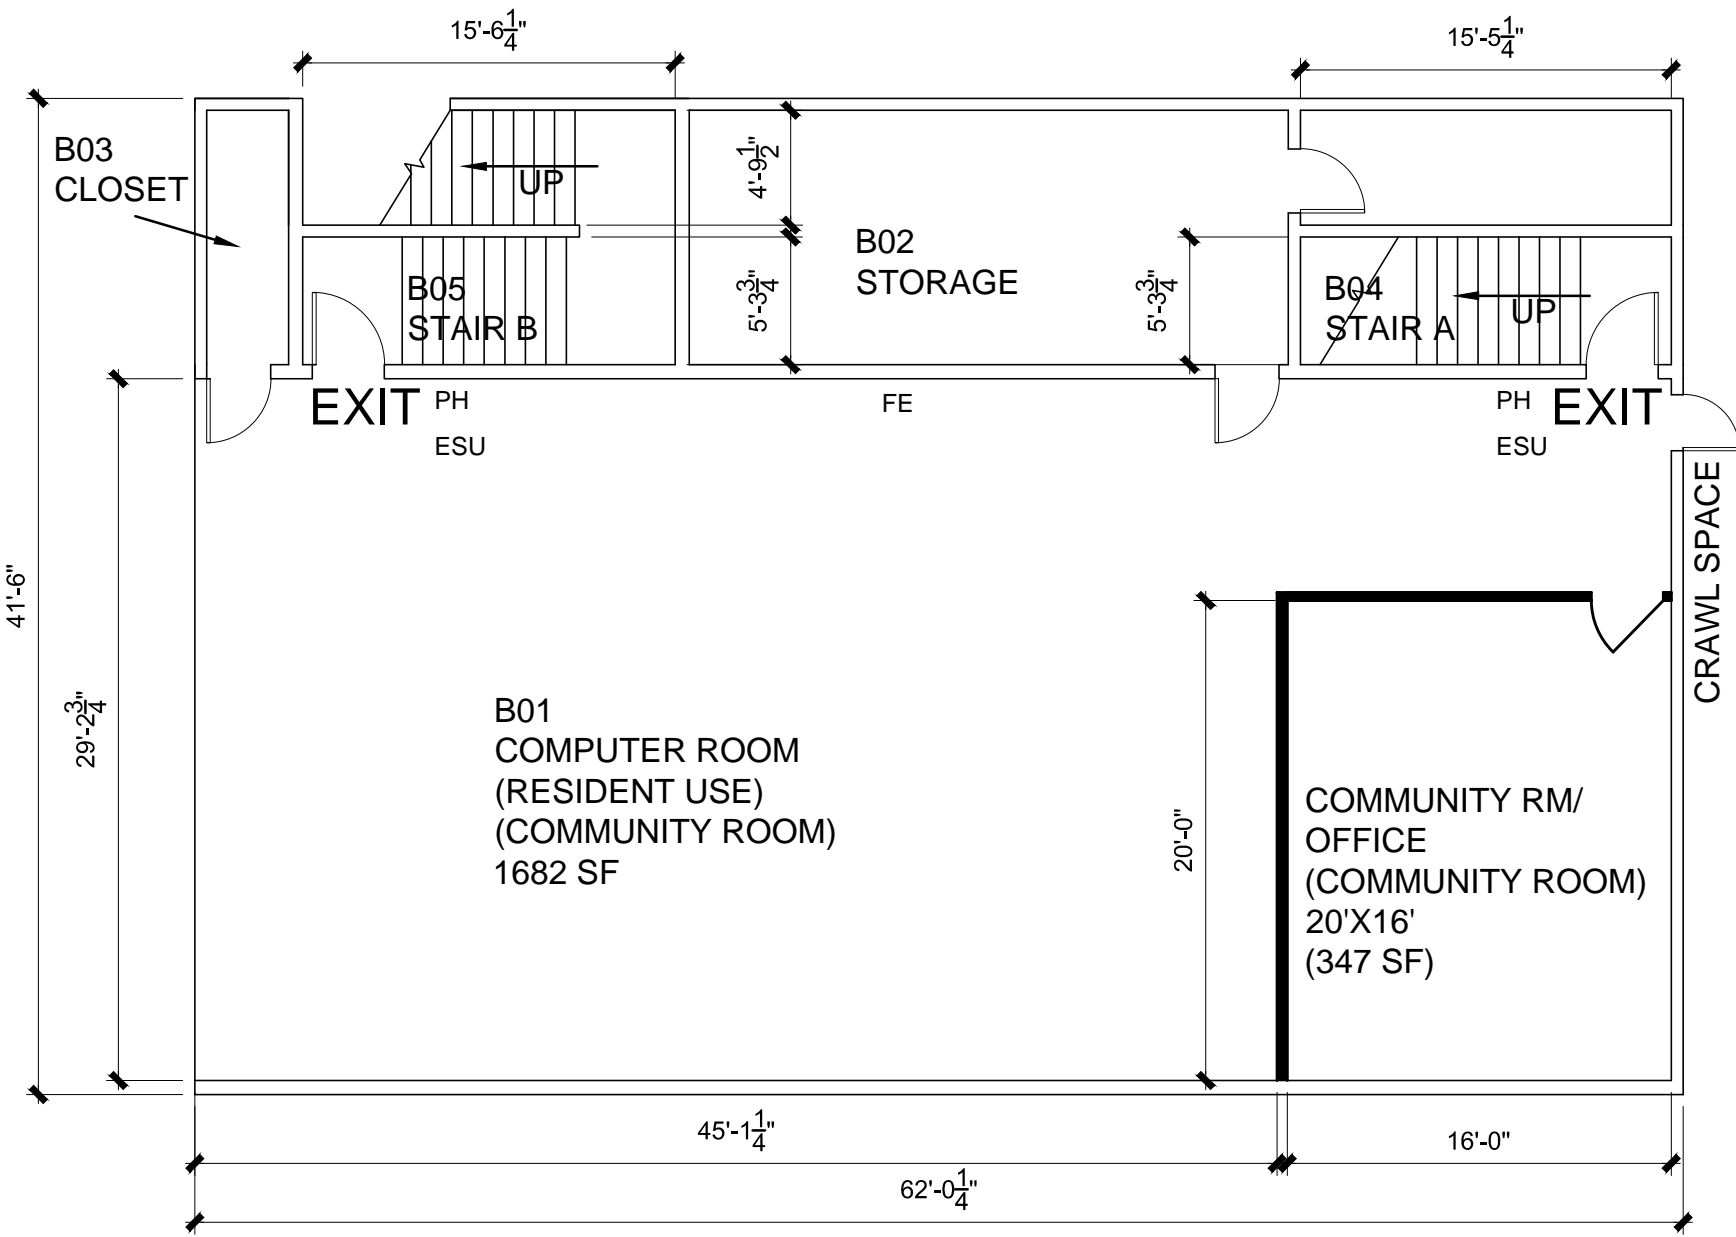 15'-6 1/4"
15'-5 1/4"
B03
CLOSET
UP
4'-9 1/2"
B02
STORAGE
B05
STAIR B
5'-3 3/4"
5'-3 3/4"
B04
STAIR A
UP
EXIT
PH
ESU
FE
PH
ESU
EXIT
CRAWL SPACE
41'-6"
29'-2 3/4"
B01
COMPUTER ROOM
(RESIDENT USE)
(COMMUNITY ROOM)
1682 SF
20'-0"
COMMUNITY RM/
OFFICE
(COMMUNITY ROOM)
20'X16'
(347 SF)
45'-1 1/4"
16'-0"
62'-0 1/4"